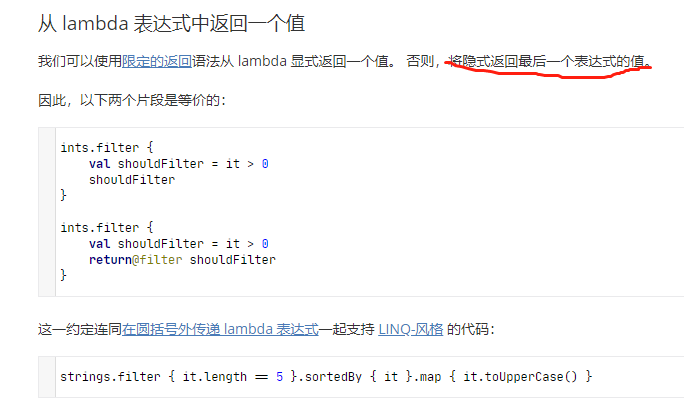 从 lambda 表达式中返回一个值
我们可以使用限定的返回语法从 lambda 显式返回一个值。 否则，将隐式返回最后一个表达式的值。
因此，以下两个片段是等价的：
ints.filter {
    val shouldFilter = it > 0
    shouldFilter
}
ints.filter {
    val shouldFilter = it > 0
    return@filter shouldFilter
}
这一约定连同在圆括号外传递 lambda 表达式一起支持 LINQ-风格 的代码：
strings.filter { it.length == 5 }.sortedBy { it }.map { it.toUpperCase() }